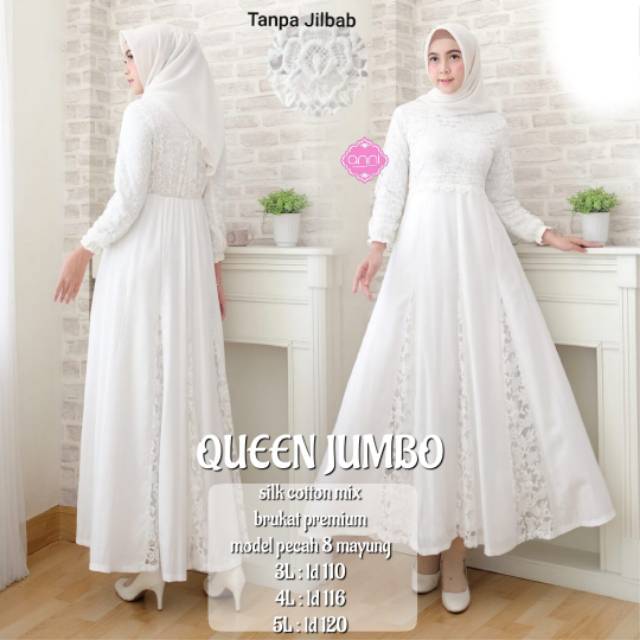 Tanpa Jilbab
anni
QUEEN JUMBO
silk cotton mix
brukat premium
model pecah 8 mayung
3L : ld 110
4L : ld 116
5L : ld 120